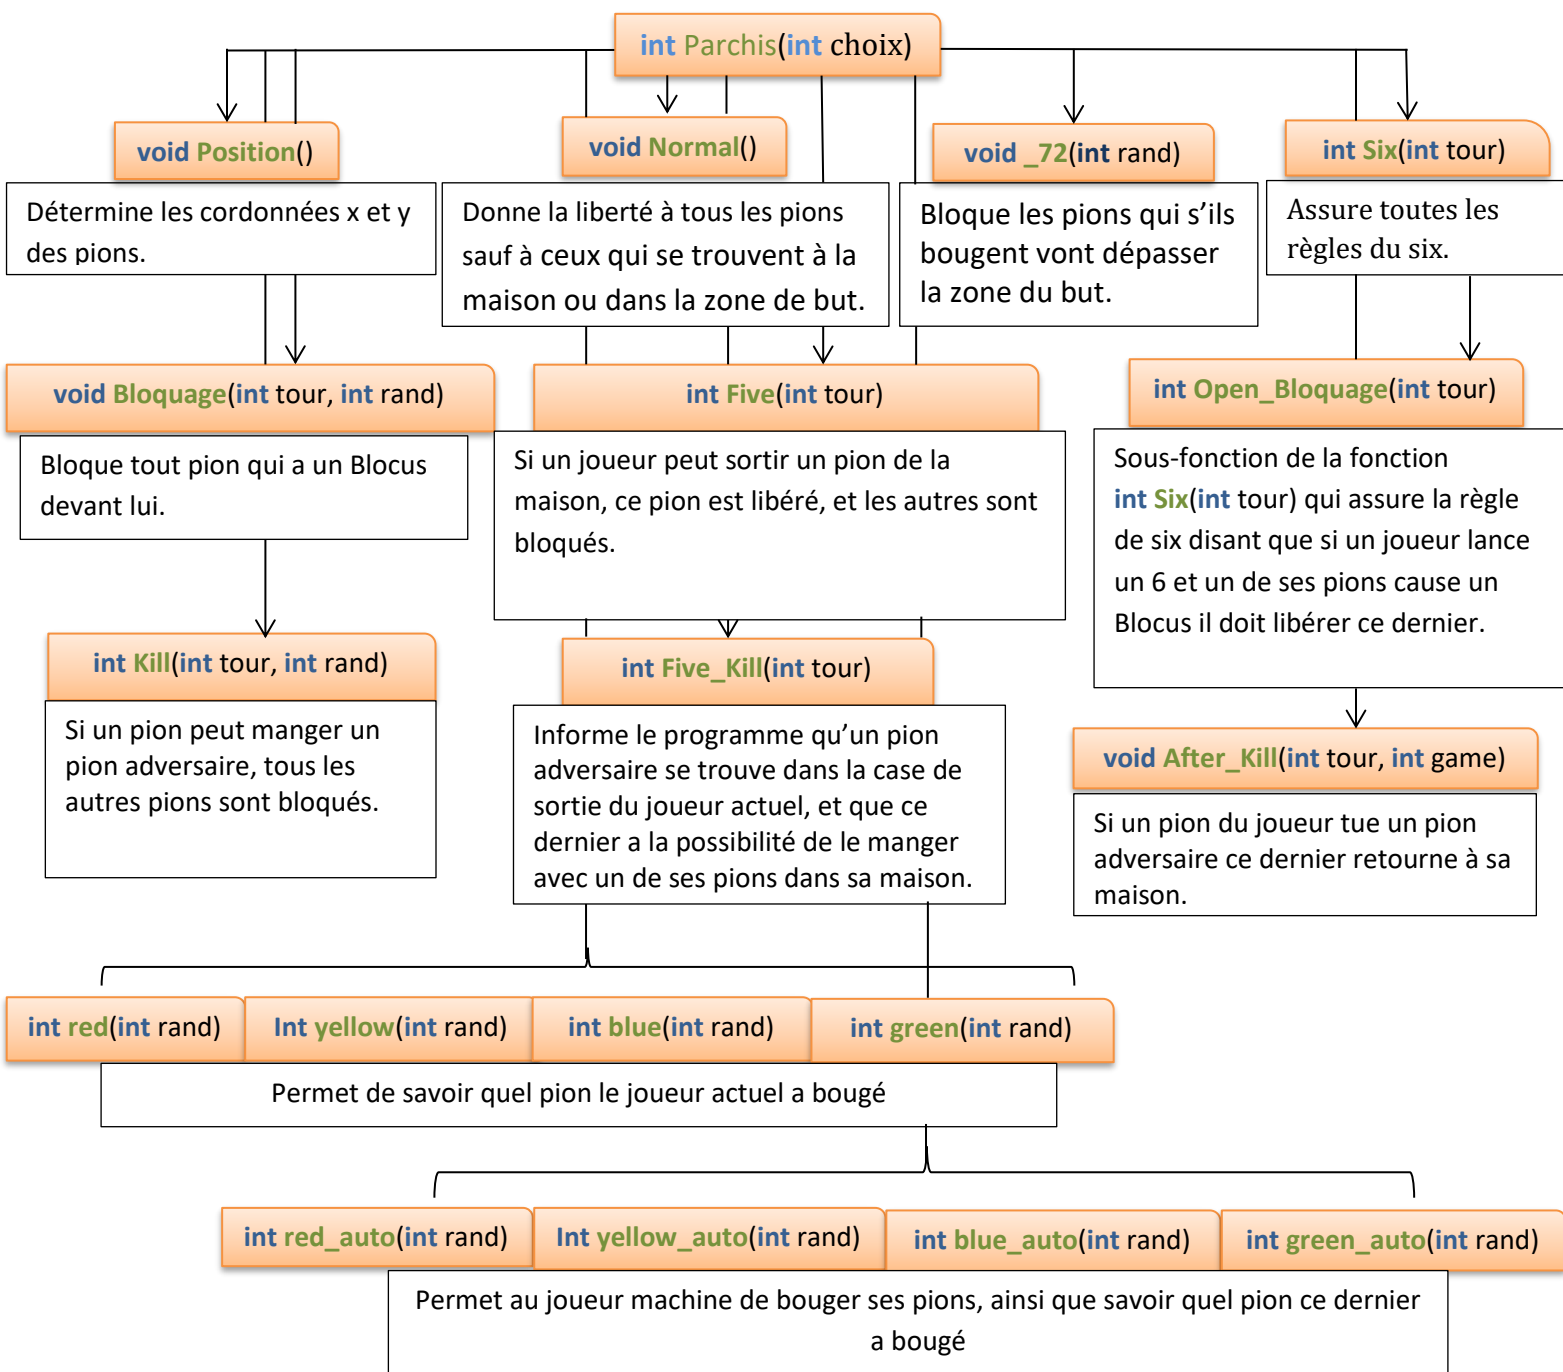 int Parchis(int choix)
void Position()
Détermine les cordonnées x et y
des pions.
void Normal()
Donne la liberté à tous les pions
sauf à ceux qui se trouvent à la
maison ou dans la zone de but.
void _72(int rand)
Bloque les pions qui s’ils
bougent vont dépasser
la zone du but.
int Six(int tour)
Assure toutes les
règles du six.
void Bloquage(int tour, int rand)
Bloque tout pion qui a un Blocus
devant lui.
int Five(int tour)
Si un joueur peut sortir un pion de la
maison, ce pion est libéré, et les autres sont
bloqués.
int Open_Bloquage(int tour)
Sous-fonction de la fonction
int Six(int tour) qui assure la règle
de six disant que si un joueur lance
un 6 et un de ses pions cause un
Blocus il doit libérer ce dernier.
int Kill(int tour, int rand)
Si un pion peut manger un
pion adversaire, tous les
autres pions sont bloqués.
int Five_Kill(int tour)
Informe le programme qu’un pion
adversaire se trouve dans la case de
sortie du joueur actuel, et que ce
dernier a la possibilité de le manger
avec un de ses pions dans sa maison.
void After_Kill(int tour, int game)
Si un pion du joueur tue un pion
adversaire ce dernier retourne à sa
maison.
int red(int rand)
Int yellow(int rand)
int blue(int rand)
int green(int rand)
Permet de savoir quel pion le joueur actuel a bougé
int red_auto(int rand)
Int yellow_auto(int rand)
int blue_auto(int rand)
int green_auto(int rand)
Permet au joueur machine de bouger ses pions, ainsi que savoir quel pion ce dernier
a bougé